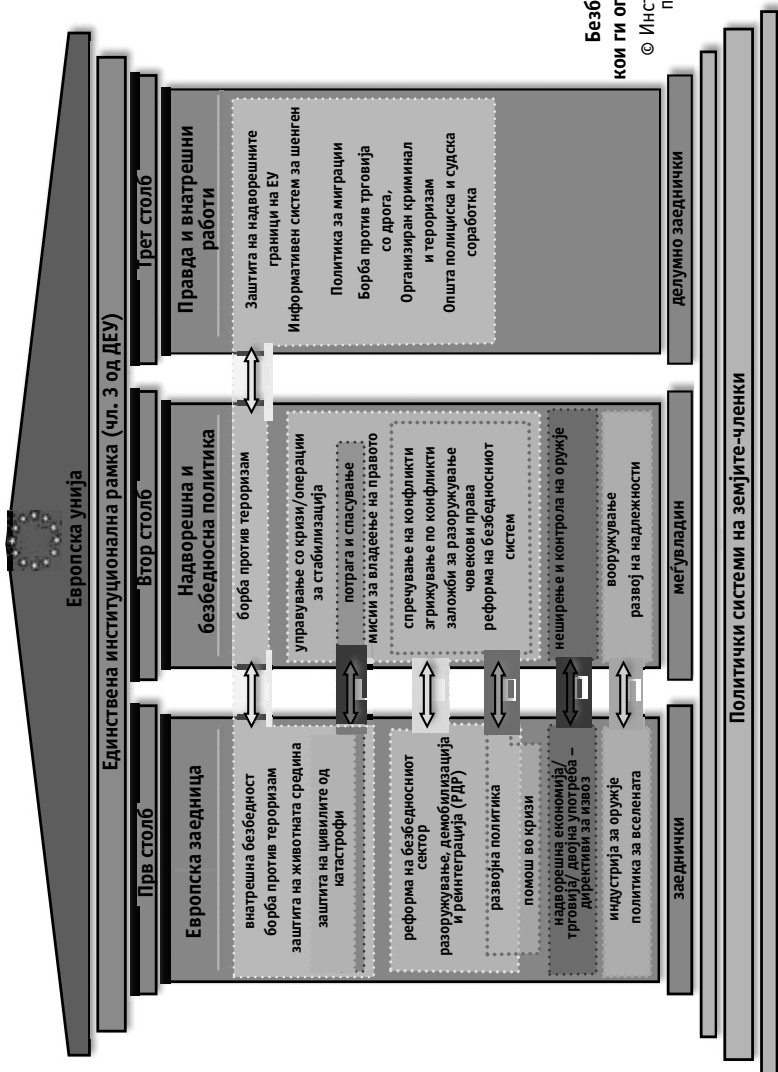 Европска унија
Единствена институционална рамка (чл. 3 од ДЕУ)
Прв столб
Европска заедница
внатрешна безбедност
борба против тероризам
заштита на животната средина
заштита на цивилите од
катастрофи
реформа на безбедносниот
сектор
разоружување, демобилизација
и реинтеграција (РДР)
развојна политика
помош во кризи
надворешна економија/
трговија/ двојна употреба –
директиви за извоз
индустрија за оружје
политика за вселената
заеднички
Втор столб
Надворешна и
безбедносна политика
борба против тероризам
управување со кризи/операции
за стабилизација
потрага и спасување
мисии за владеење на правото
спречување на конфликти
згрижување по конфликти
заложби за разоружување
човекови права
реформа на безбедносниот
систем
неширење и контрола на оружје
вооружување
развој на надлежности
меѓувладин
Трет столб
Правда и внатрешни
работи
Заштита на надворешните
граници на ЕУ
Информативен систем за шенген
Политика за миграции
Борба против трговија
со дрога,
Организиран криминал
и тероризам
Општа полициска и судска
соработка
делумно заеднички
Политички системи на земјите-членки
Безб
кои ги оп
© Инс